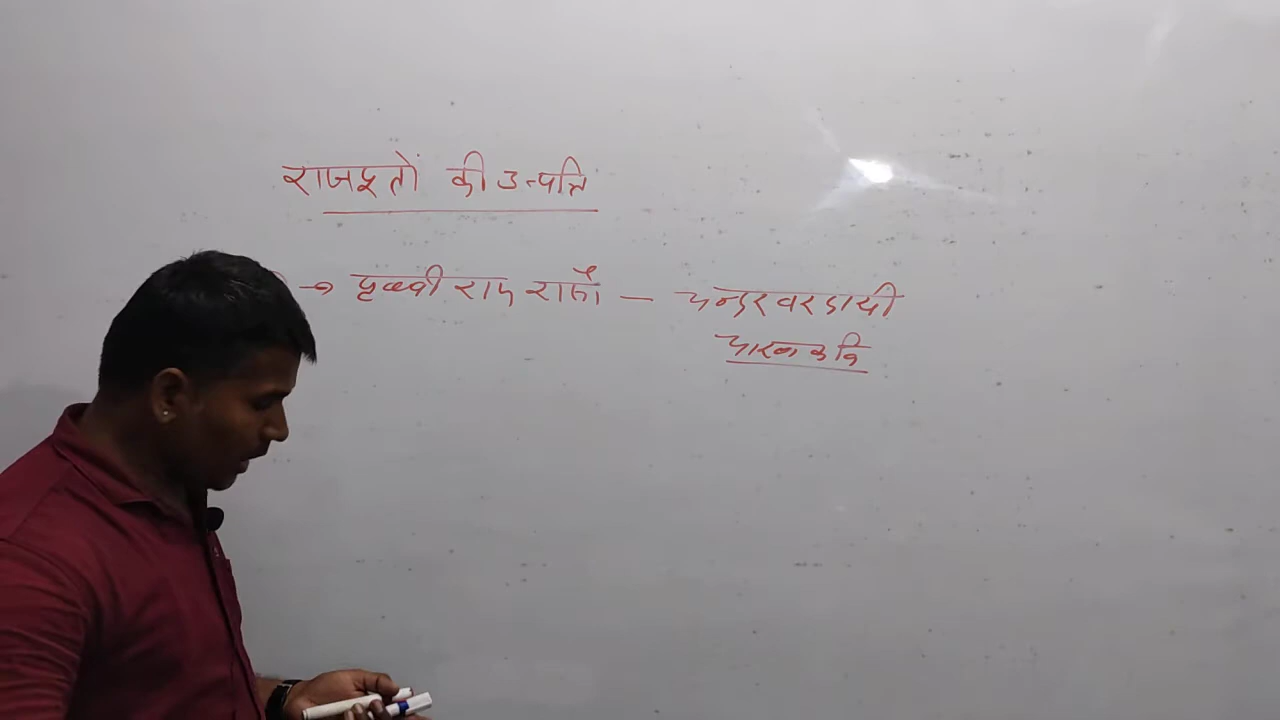 राजपूतों की उत्पत्ति
→ पृथ्वीराज रासौ — चन्दरवरदायी
चारण कवि